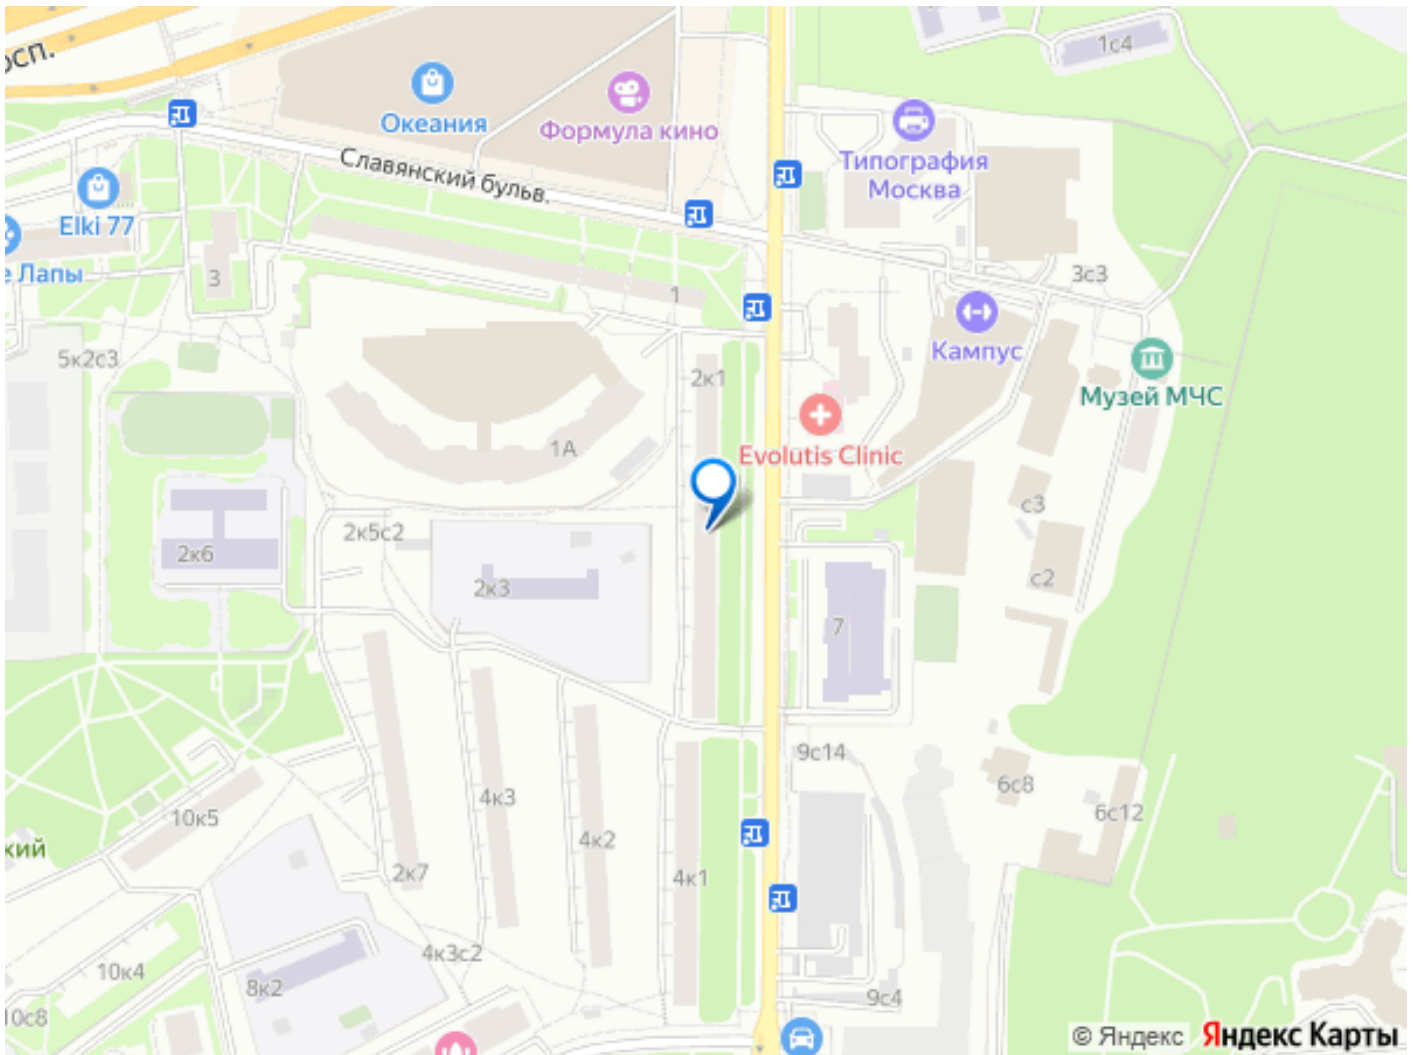 1с4
осп.
Океания
Формула кино
Типография
Москва
Славянский бульв.
Elki 77
е Лапы
3
3с3
1
Кампус
5к2с3
2к1
Музей МЧС
1А
Evolutis Clinic
с3
2к5с2
2к6
2к3
с2
7
9с14
6с8
4к3
10к5
6с12
4к2
кий
2к7
4к1
4к3с2
10к4
8к2
9с4
10с8
© Яндекс
Яндекс Карты